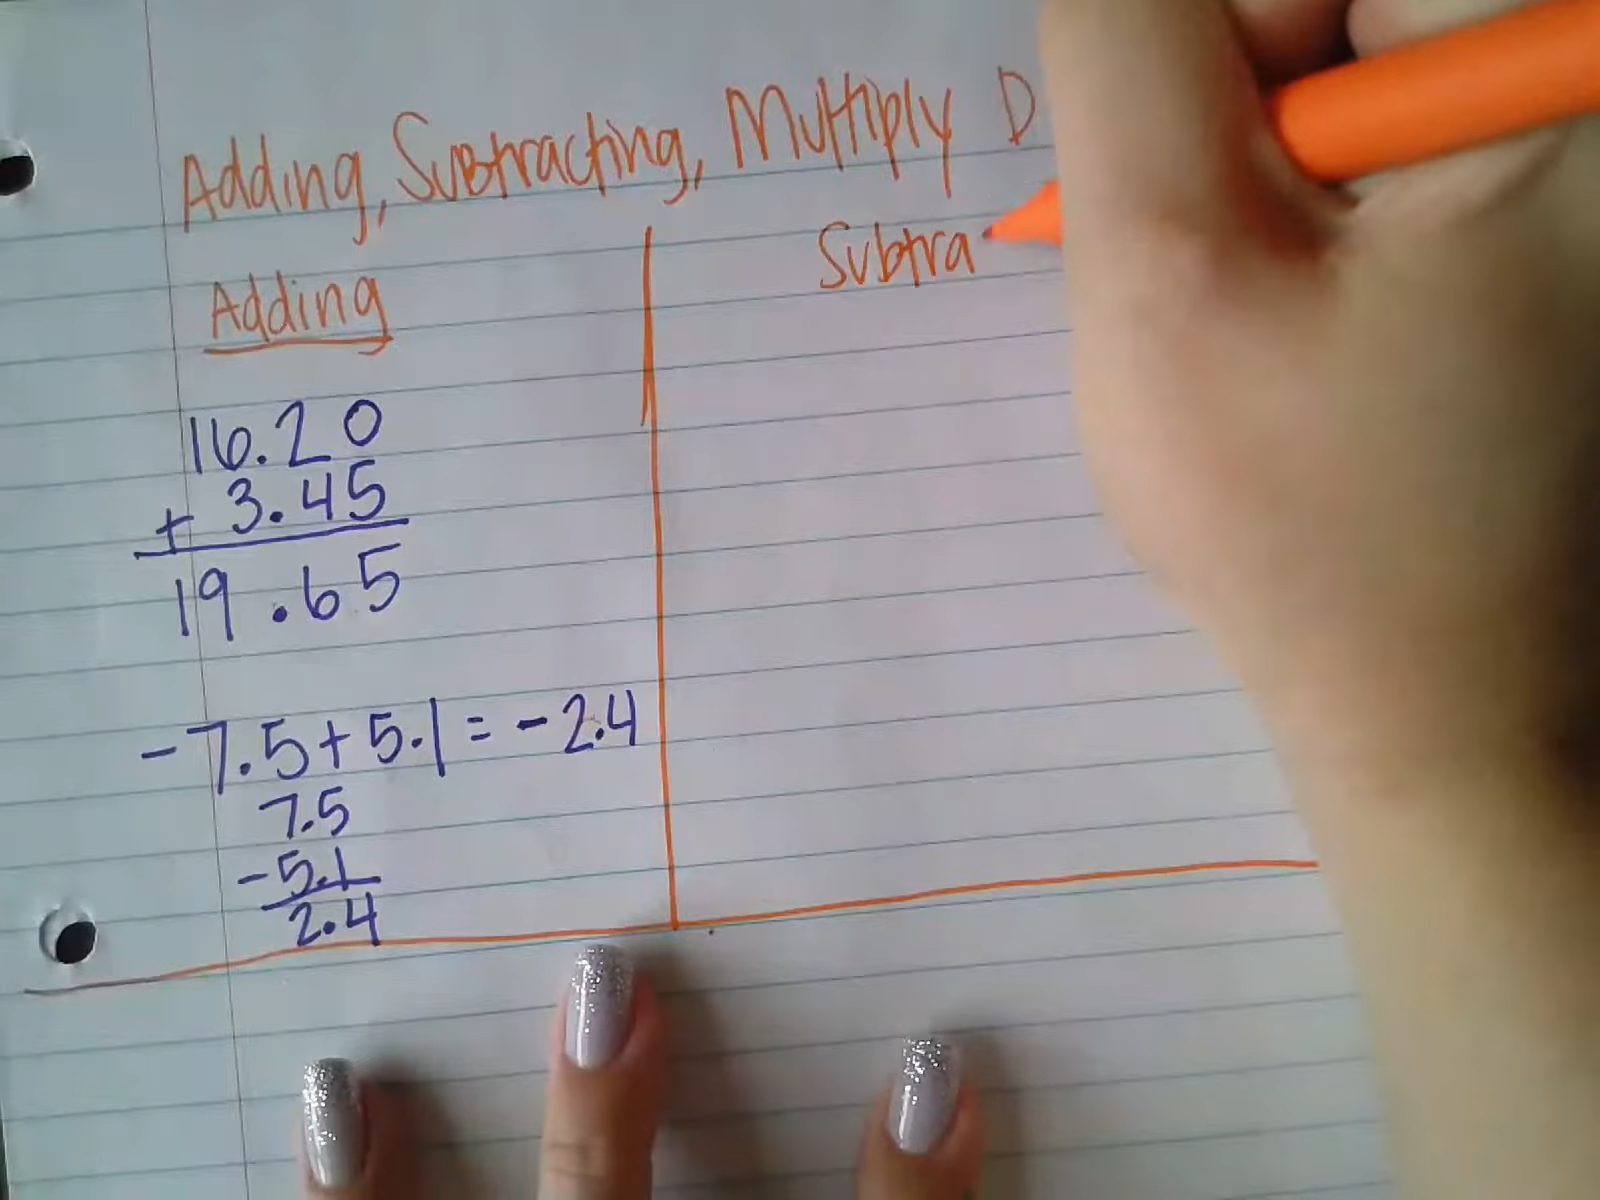 Adding, Subtracting, Multiply D
Adding
16.20
+ 3.45
19.65
-7.5+5.1=-2.4
7.5
-5.1
2.4
Subtra